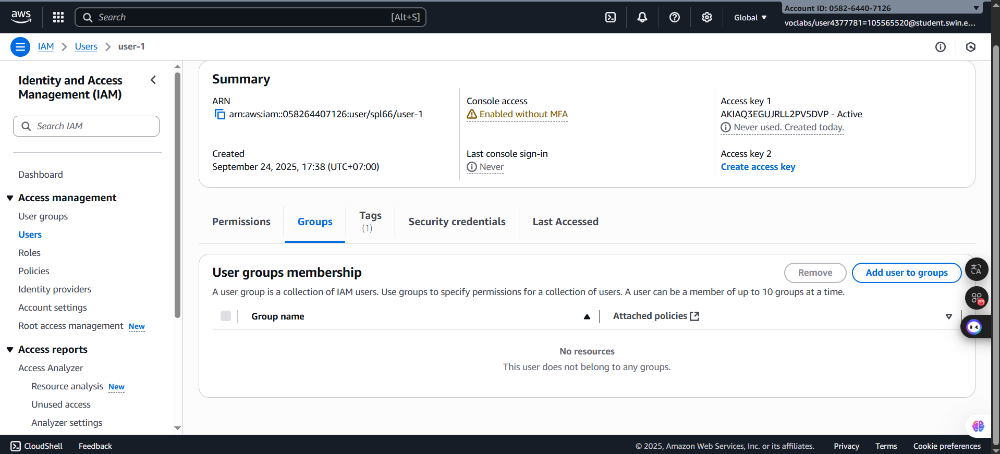 aws
Search
[Alt+S]
Global
Account ID: 0582-6440-7126
voclabs/user4377781=105565520@student.swin.e...
IAM
Users
user-1
Identity and Access
Management (IAM)
Search IAM
Dashboard
Access management
User groups
Users
Roles
Policies
Identity providers
Account settings
Root access management New
Access reports
Access Analyzer
Resource analysis New
Unused access
Analyzer settings
Summary
ARN
arn:aws:iam::058264407126:user/spl66/user-1
Created
September 24, 2025, 17:38 (UTC+07:00)
Console access
Enabled without MFA
Last console sign-in
Never
Access key 1
AKIAQ3EGUJRLL2PV5DVP - Active
Never used. Created today.
Access key 2
Create access key
Permissions
Groups
Tags
(1)
Security credentials
Last Accessed
User groups membership
Remove
Add user to groups
A user group is a collection of IAM users. Use groups to specify permissions for a collection of users. A user can be a member of up to 10 groups at a time.
Group name
Attached policies
No resources
This user does not belong to any groups.
CloudShell
Feedback
© 2025, Amazon Web Services, Inc. or its affiliates.
Privacy
Terms
Cookie preferences